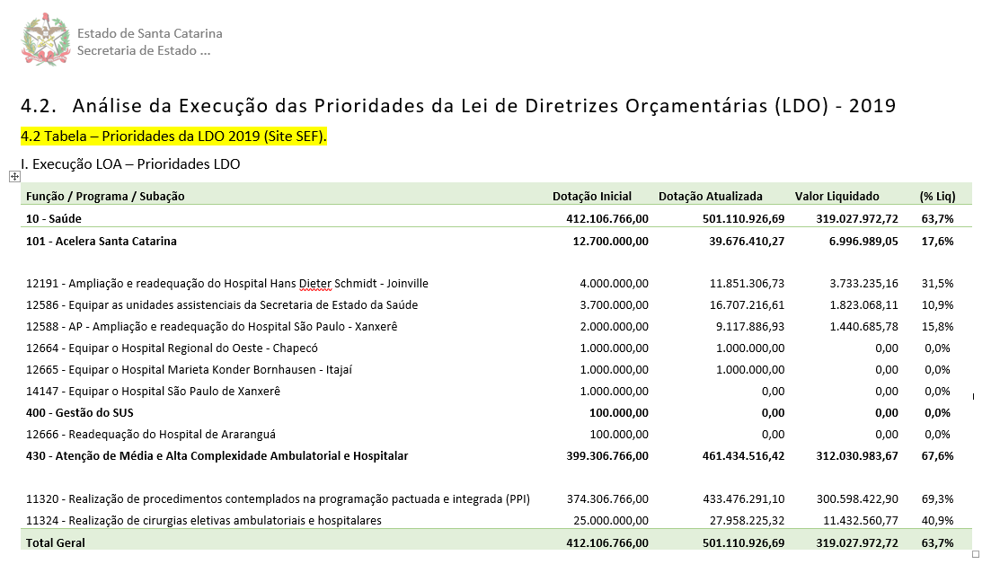 Estado de Santa Catarina
Secretaria de Estado ...
4.2. Análise da Execução das Prioridades da Lei de Diretrizes Orçamentárias (LDO) - 2019
4.2 Tabela – Prioridades da LDO 2019 (Site SEF).
I. Execução LOA – Prioridades LDO
Função / Programa / Subação Dotação Inicial Dotação Atualizada Valor Liquidado (% Liq)
10 - Saúde 412.106.766,00 501.110.926,69 319.027.972,72 63,7%
101 - Acelera Santa Catarina 12.700.000,00 39.676.410,27 6.996.989,05 17,6%
12191 - Ampliação e readequação do Hospital Hans Dieter Schmidt - Joinville 4.000.000,00 11.851.306,73 3.733.235,16 31,5%
12586 - Equipar as unidades assistenciais da Secretaria de Estado da Saúde 3.700.000,00 16.707.216,61 1.823.068,11 10,9%
12588 - AP - Ampliação e readequação do Hospital São Paulo - Xanxerê 2.000.000,00 9.117.886,93 1.440.685,78 15,8%
12664 - Equipar o Hospital Regional do Oeste - Chapecó 1.000.000,00 1.000.000,00 0,00 0,0%
12665 - Equipar o Hospital Marieta Konder Bornhausen - Itajaí 1.000.000,00 1.000.000,00 0,00 0,0%
14147 - Equipar o Hospital São Paulo de Xanxerê 1.000.000,00 0,00 0,00 0,0%
400 - Gestão do SUS 100.000,00 0,00 0,00 0,0%
12666 - Readequação do Hospital de Araranguá 100.000,00 0,00 0,00 0,0%
430 - Atenção de Média e Alta Complexidade Ambulatorial e Hospitalar 399.306.766,00 461.434.516,42 312.030.983,67 67,6%
11320 - Realização de procedimentos contemplados na programação pactuada e integrada (PPI) 374.306.766,00 433.476.291,10 300.598.422,90 69,3%
11324 - Realização de cirurgias eletivas ambulatoriais e hospitalares 25.000.000,00 27.958.225,32 11.432.560,77 40,9%
Total Geral 412.106.766,00 501.110.926,69 319.027.972,72 63,7%